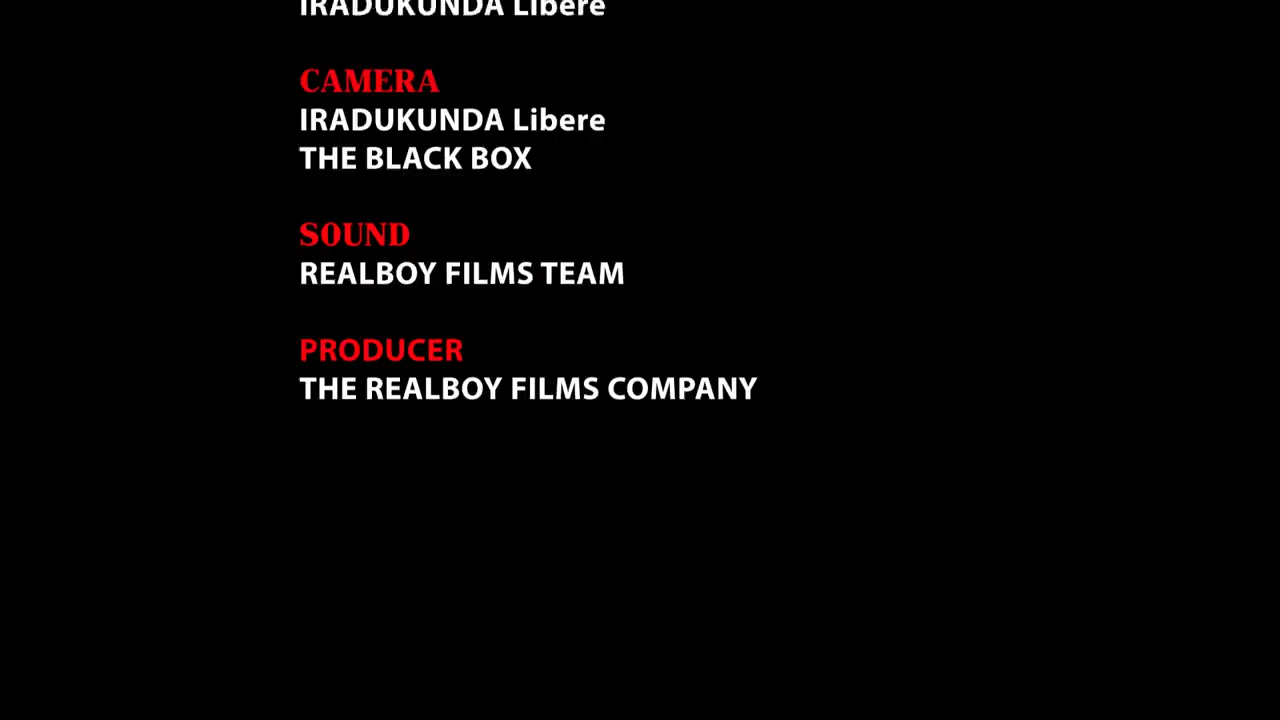 IRADUKUNDA Libere
CAMERA
IRADUKUNDA Libere
THE BLACK BOX
SOUND
REALBOY FILMS TEAM
PRODUCER
THE REALBOY FILMS COMPANY